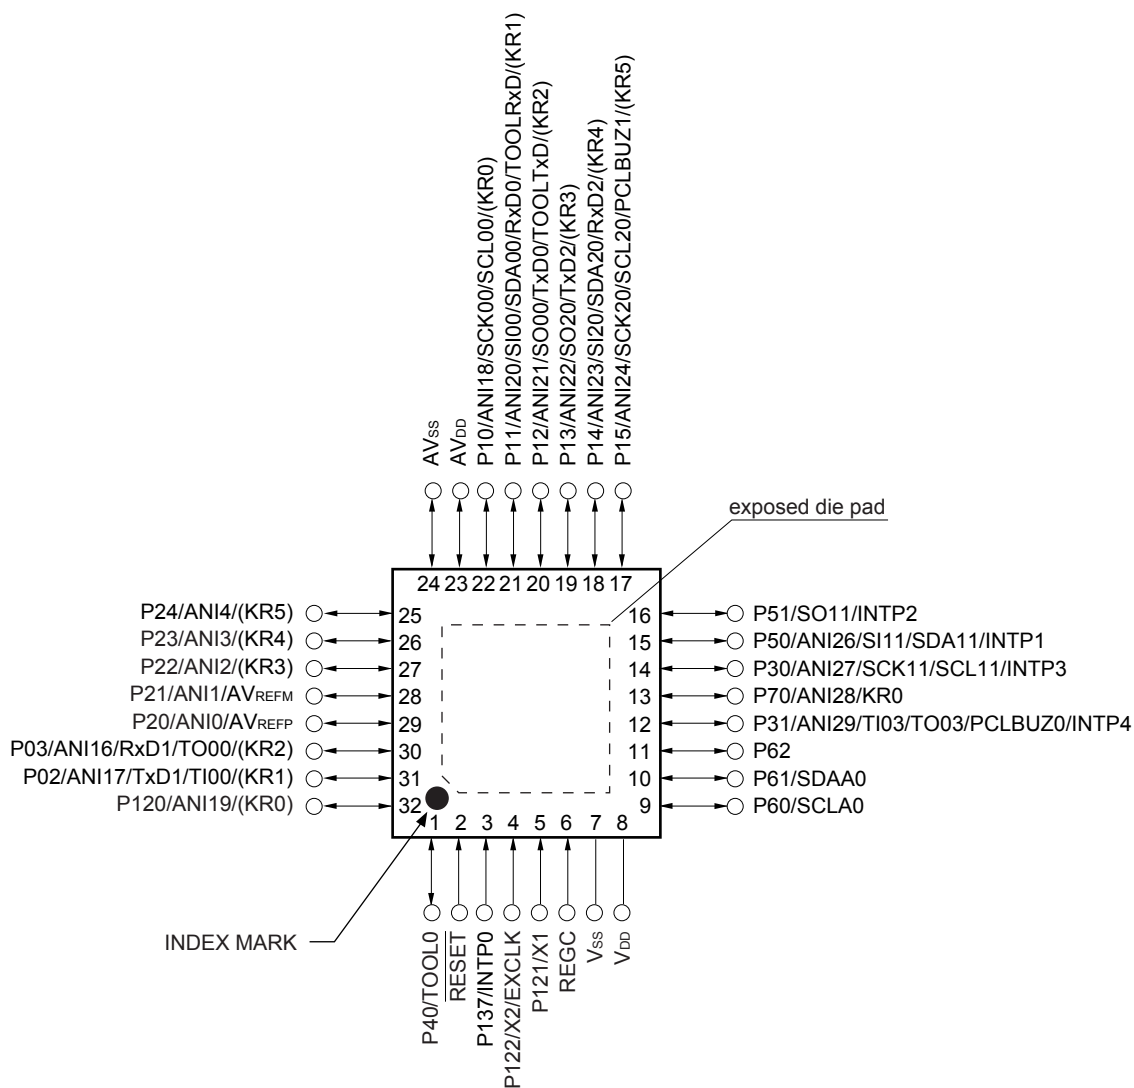 AVSS
AVDD
P10/ANI18/SCK00/SCL00/(KR0)
P11/ANI20/SI00/SDA00/RxD0/TOOLRxD/(KR1)
P12/ANI21/SO00/TxD0/TOOLTxD/(KR2)
P13/ANI22/SO20/TxD2/(KR3)
P14/ANI23/SI20/SDA20/RxD2/(KR4)
P15/ANI24/SCK20/SCL20/PCLBUZ1/(KR5)
exposed die pad
24 23 22 21 20 19 18 17
P24/ANI4/(KR5) 25
P23/ANI3/(KR4) 26
P22/ANI2/(KR3) 27
P21/ANI1/AVREFM 28
P20/ANI0/AVREFP 29
P03/ANI16/RxD1/TO00/(KR2) 30
P02/ANI17/TxD1/TI00/(KR1) 31
P120/ANI19/(KR0) 32
16 P51/SO11/INTP2
15 P50/ANI26/SI11/SDA11/INTP1
14 P30/ANI27/SCK11/SCL11/INTP3
13 P70/ANI28/KR0
12 P31/ANI29/TI03/TO03/PCLBUZ0/INTP4
11 P62
10 P61/SDAA0
9 P60/SCLA0
1 2 3 4 5 6 7 8
INDEX MARK
P40/TOOL0
RESET
P137/INTP0
P122/X2/EXCLK
P121/X1
REGC
VSS
VDD